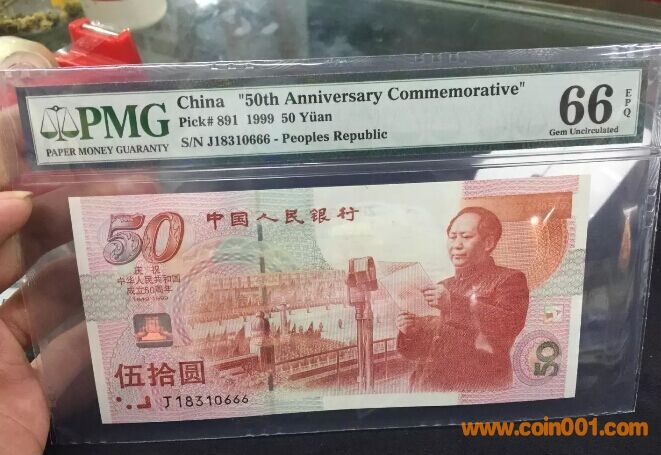 PMG
PAPER MONEY GUARANTY
China "50th Anniversary Commemorative"
Pick# 891 1999 50 Yüan
S/N J18310666 - Peoples Republic
66
EPQ
Gem Uncirculated
50
中国人民银行
庆祝
中华人民共和国
成立50周年
1949-1999
伍拾圆
J18310666
50
www.coin001.com